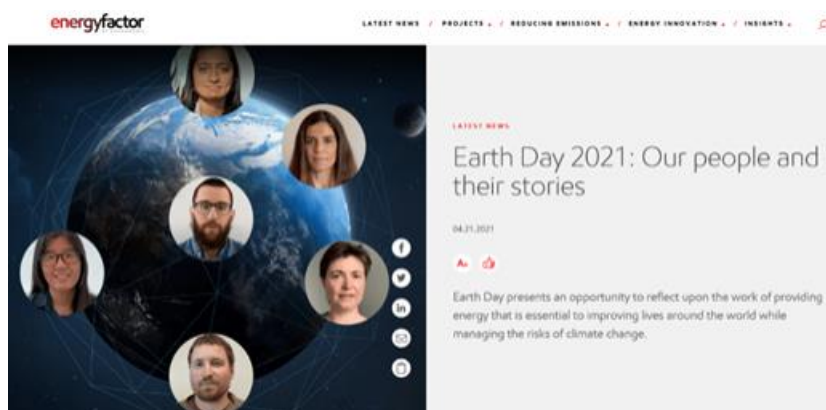 energyfactor
LATEST NEWS / PROJECTS / REDUCING EMISSIONS / ENERGY INNOVATION / INSIGHTS
LATEST NEWS
Earth Day 2021: Our people and
their stories
04.21.2021
Earth Day presents an opportunity to reflect upon the work of providing
energy that is essential to improving lives around the world while
managing the risks of climate change.